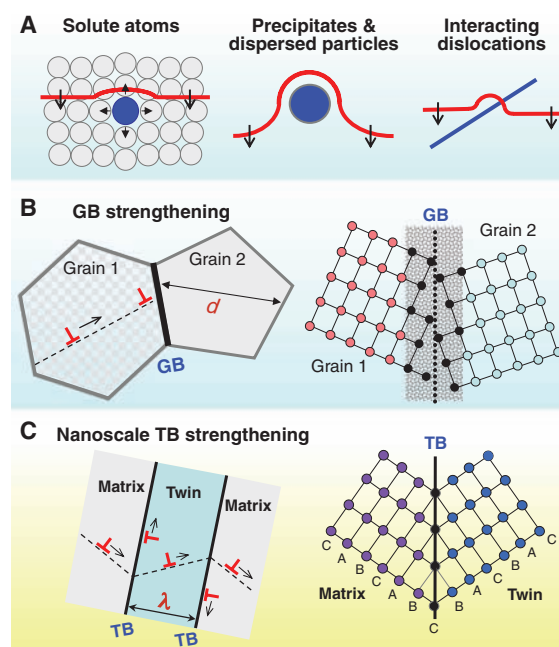 A
Solute atoms
Precipitates &
dispersed particles
Interacting
dislocations
B
GB strengthening
Grain 1
Grain 2
d
GB
GB
Grain 2
Grain 1
C
Nanoscale TB strengthening
Matrix
Twin
Matrix
λ
TB
TB
TB
C
A
B
C
A
B
C
B
A
C
B
A
C
Matrix
Twin